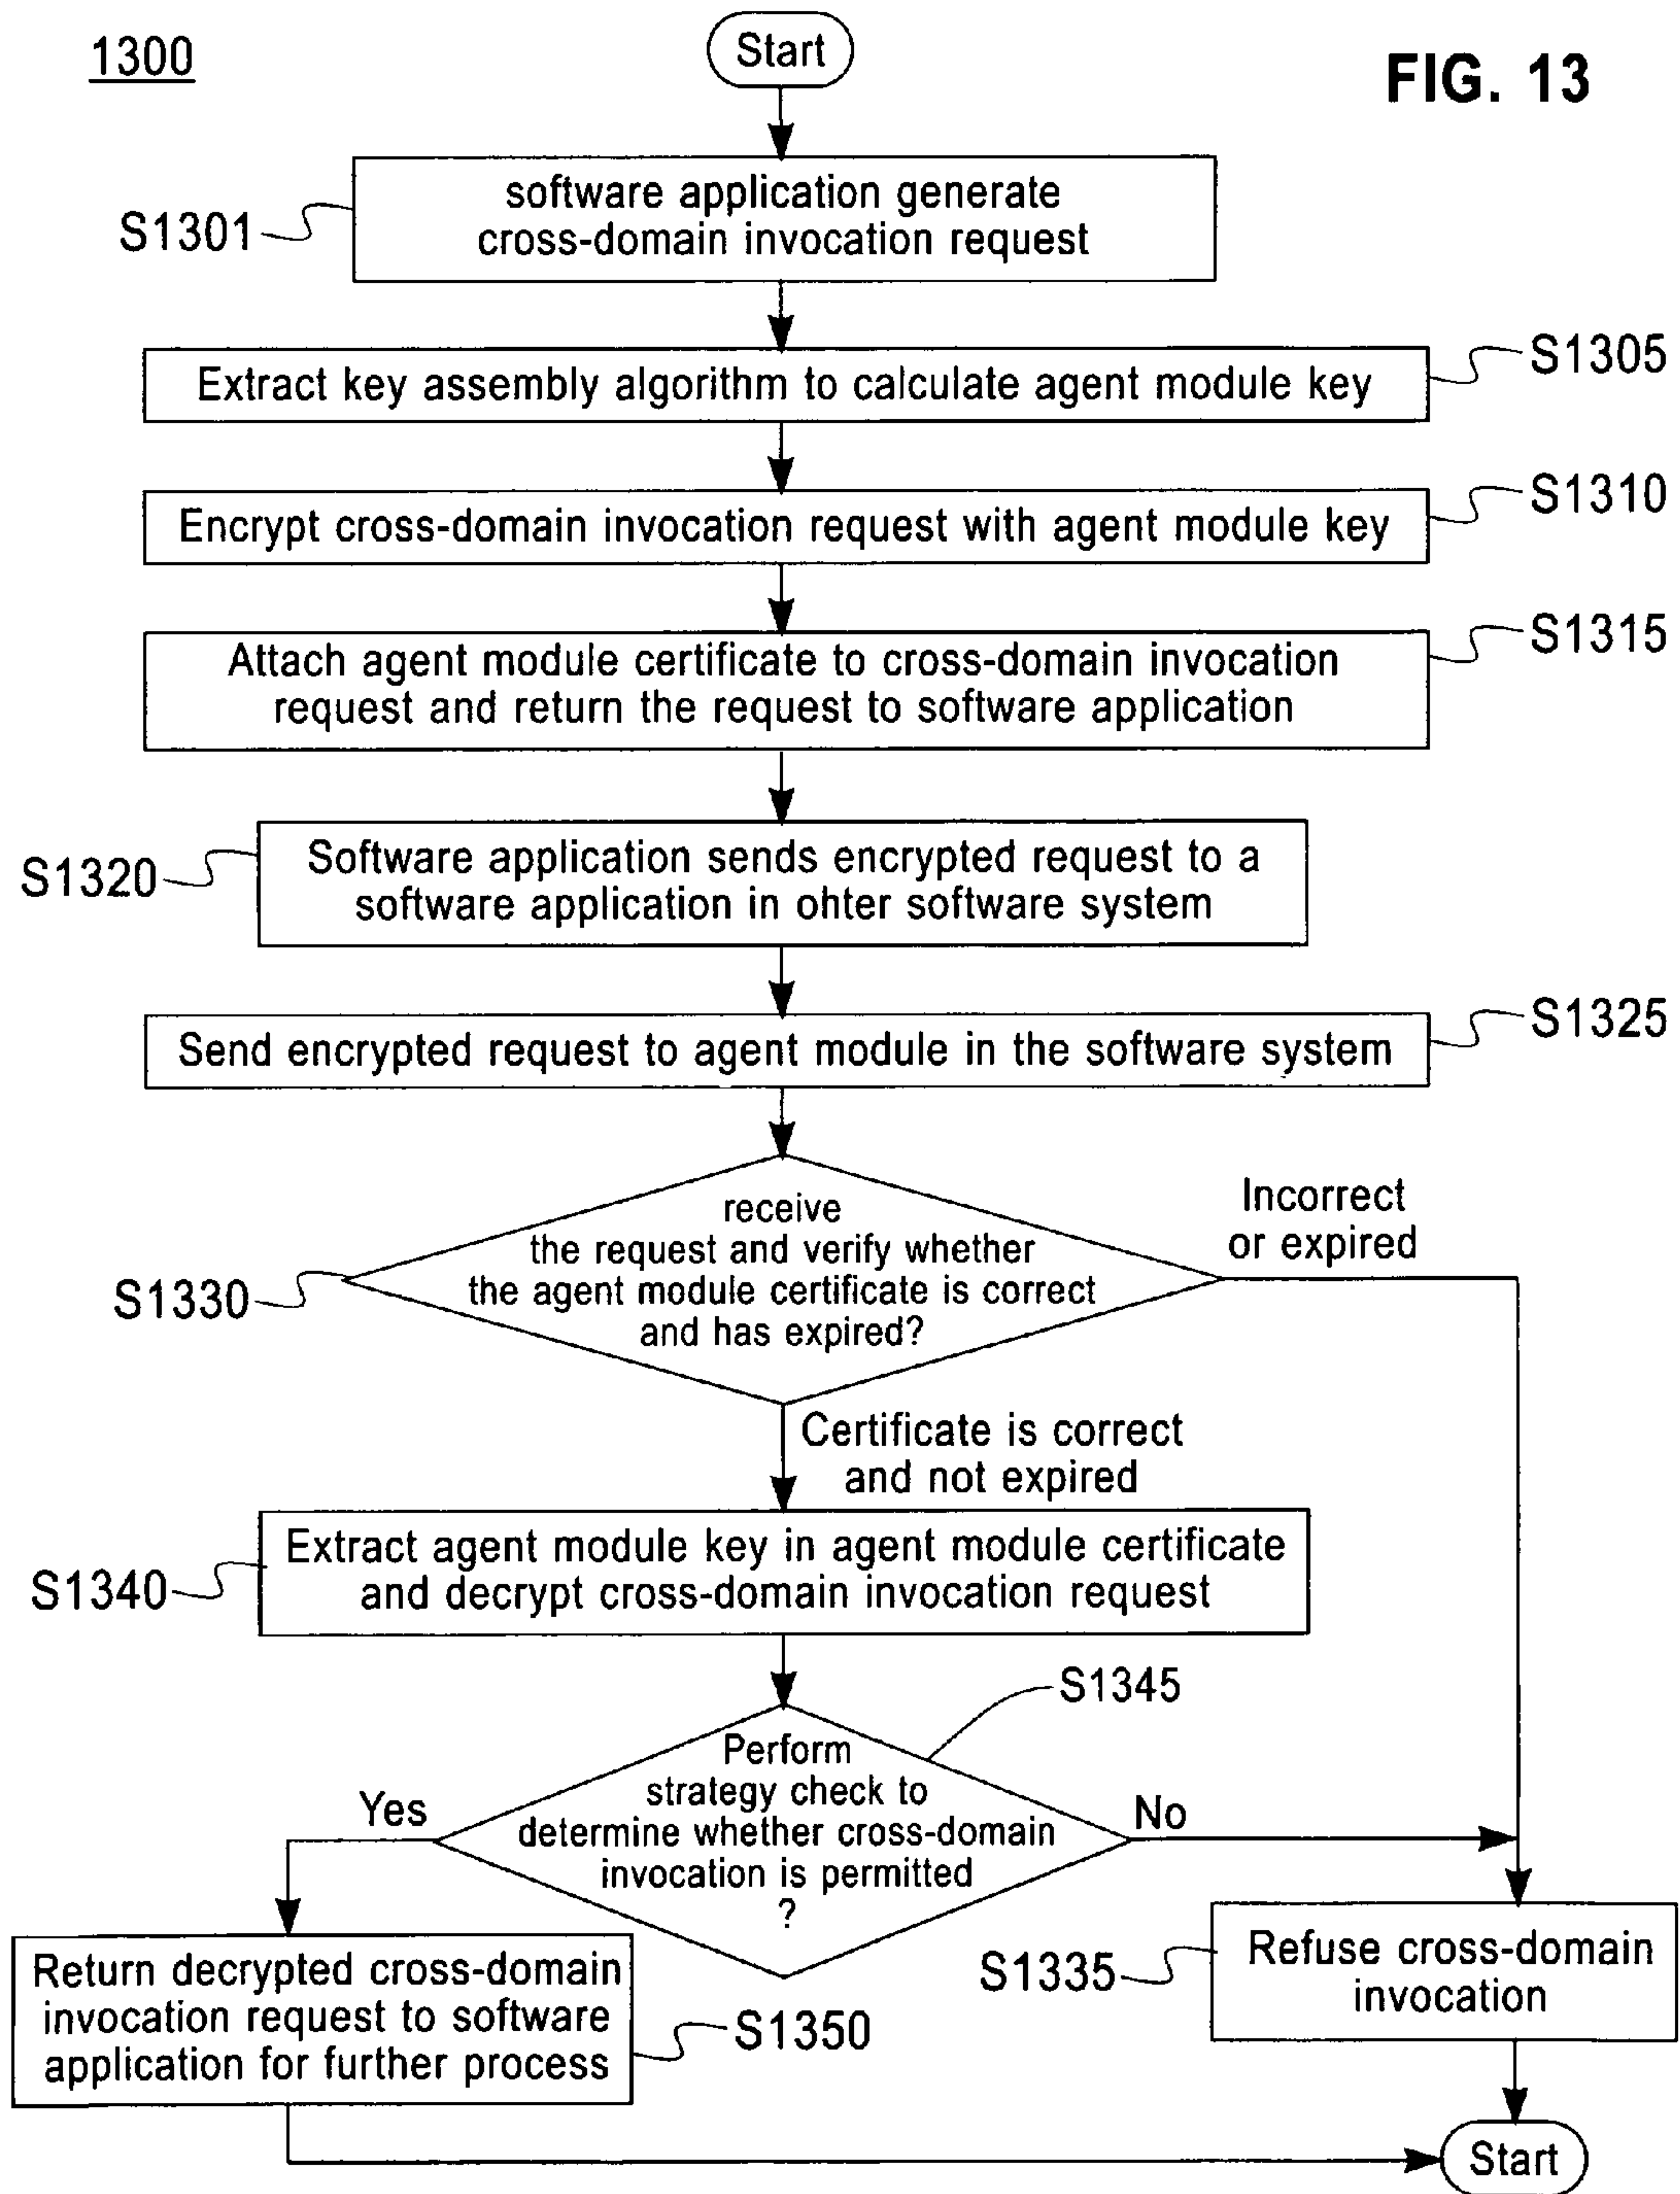 1300
Start
FIG. 13
software application generate
cross-domain invocation request
S1301
Extract key assembly algorithm to calculate agent module key
S1305
Encrypt cross-domain invocation request with agent module key
S1310
Attach agent module certificate to cross-domain invocation
request and return the request to software application
S1315
Software application sends encrypted request to a
software application in ohter software system
S1320
Send encrypted request to agent module in the software system
S1325
receive
the request and verify whether
the agent module certificate is correct
and has expired?
S1330
Incorrect
or expired
Certificate is correct
and not expired
Extract agent module key in agent module certificate
and decrypt cross-domain invocation request
S1340
S1345
Perform
strategy check to
determine whether cross-domain
invocation is permitted
?
Yes
No
Return decrypted cross-domain
invocation request to software
application for further process
S1350
S1335
Refuse cross-domain
invocation
Start